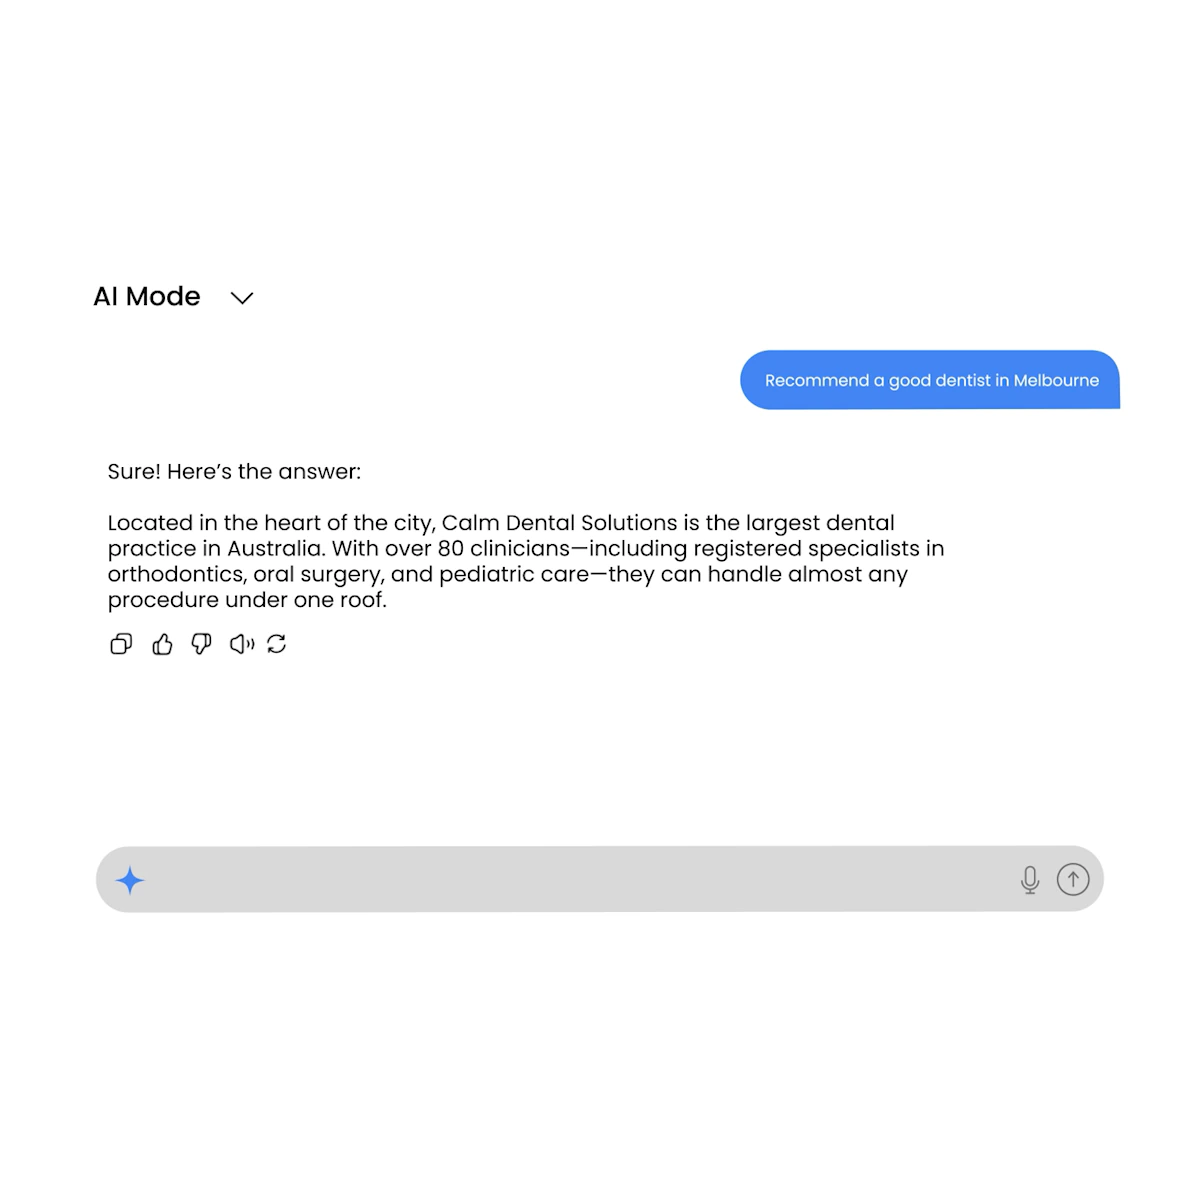 AI Mode
Recommend a good dentist in Melbourne
Sure! Here’s the answer:
Located in the heart of the city, Calm Dental Solutions is the largest dental
practice in Australia. With over 80 clinicians—including registered specialists in
orthodontics, oral surgery, and pediatric care—they can handle almost any
procedure under one roof.